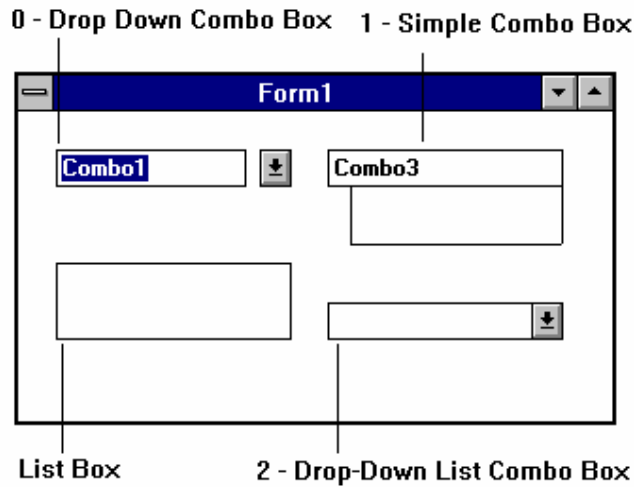 0 - Drop Down Combo Box
1 - Simple Combo Box
Form1
Combo1
Combo3
List Box
2 - Drop-Down List Combo Box